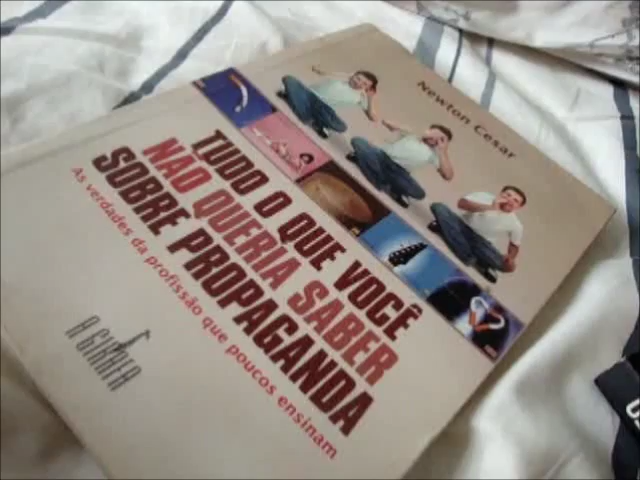 Newton Cesar
TUDO O QUE VOCÊ
NÃO QUERIA SABER
SOBRE PROPAGANDA
As verdades da profissão que poucos ensinam
A GIRAFA